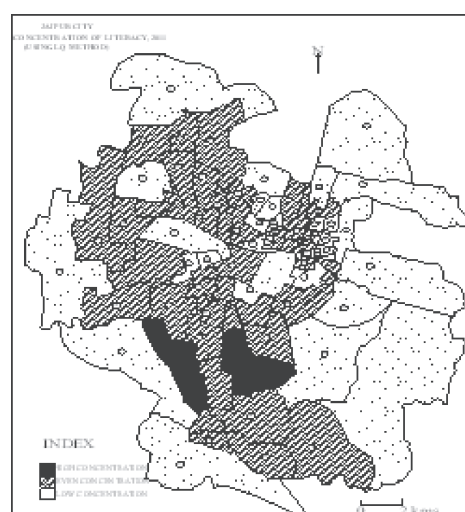 JAIPUR CITY
CONCENTRATION OF LITERACY, 2011
(USING LQ METHOD)
N
INDEX
HIGH CONCENTRATION
EVEN CONCENTRATION
LOW CONCENTRATION
0 2 kms